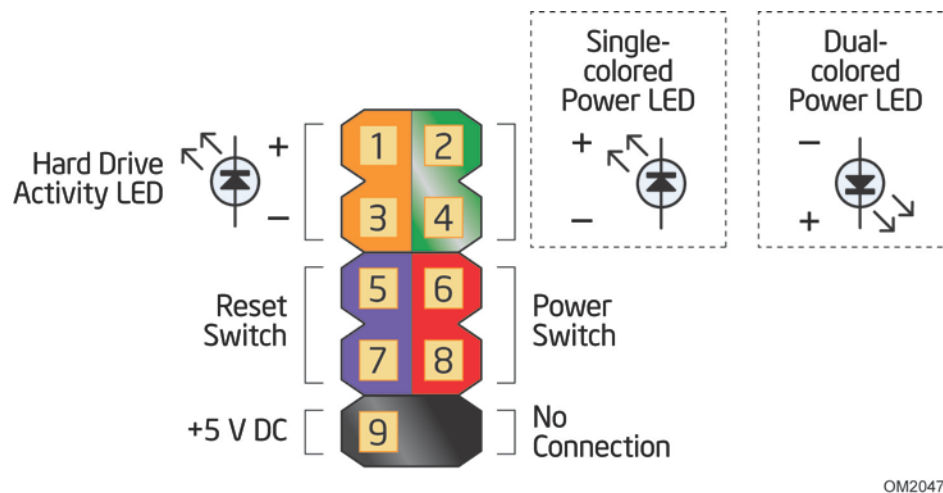 Single-
colored
Power LED
Dual-
colored
Power LED
Hard Drive
Activity LED
+
−
1
2
3
4
+
−
−
+
Reset
Switch
5
6
7
8
Power
Switch
+5 V DC
9
No
Connection
OM20479